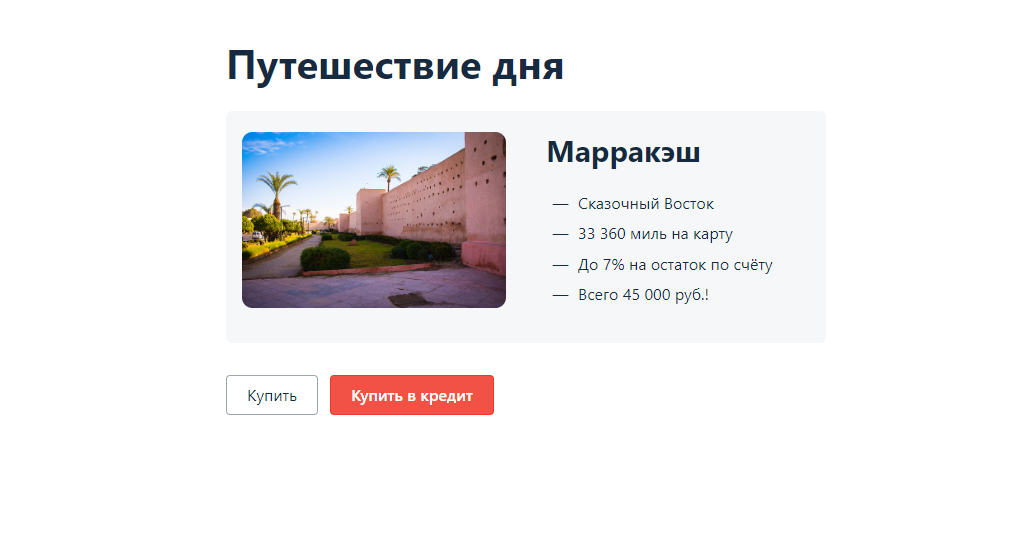 Путешествие дня
Марракэш
— Сказочный Восток
— 33 360 миль на карту
— До 7% на остаток по счёту
— Всего 45 000 руб.!
Купить
Купить в кредит